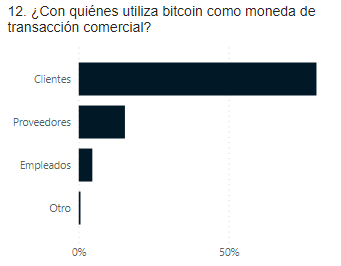 12. ¿Con quiénes utiliza bitcoin como moneda de
transacción comercial?
Clientes
Proveedores
Empleados
Otro
0% 50%